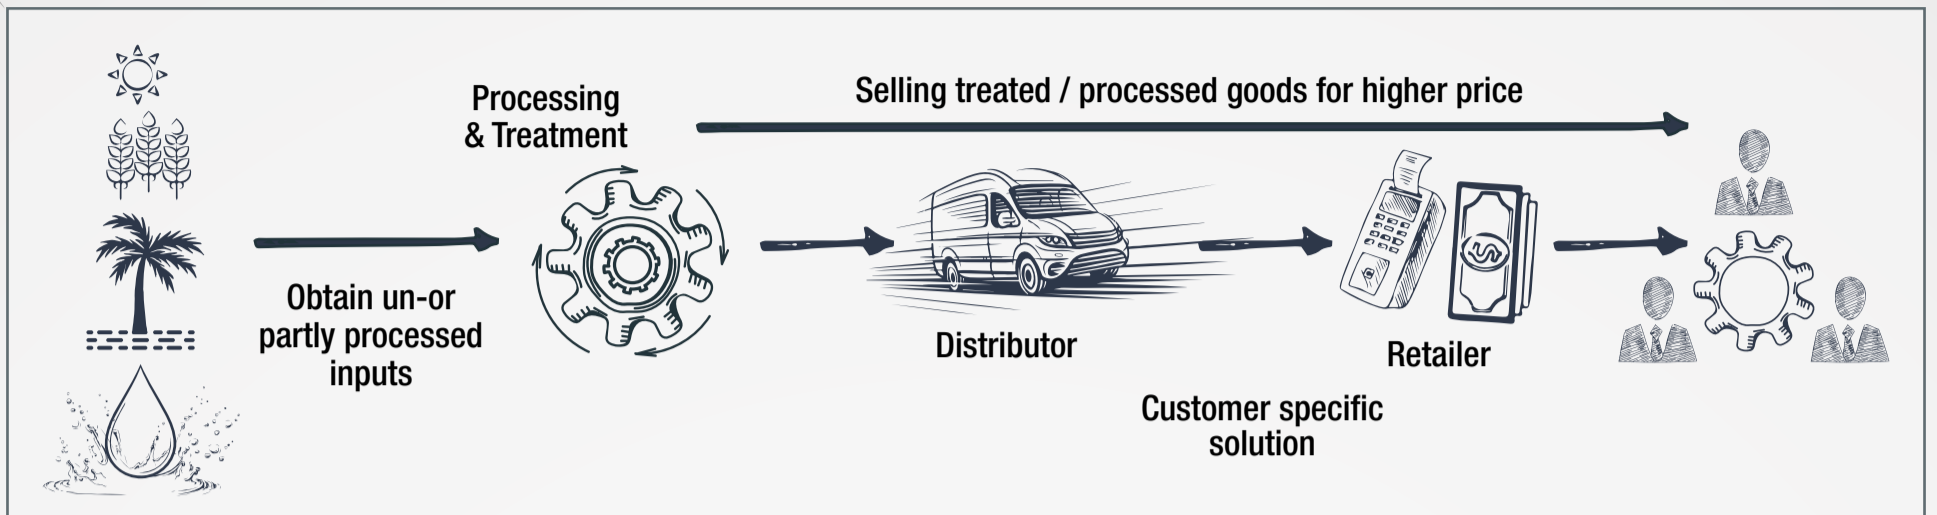 Processing
& Treatment
Selling treated / processed goods for higher price
Obtain un-or
partly processed
inputs
Distributor
Retailer
Customer specific
solution